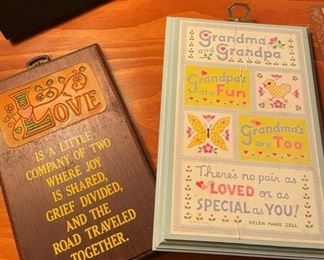 LOVE
IS A LITTLE
COMPANY OF TWO
WHERE JOY
IS SHARED,
GRIEF DIVIDED,
AND THE
ROAD TRAVELED
TOGETHER.
Grandma and
Grandpa
Grandpa's
are Fun
Grandma's
are Too
There's no pair as
LOVED or as
SPECIAL as YOU!
HELEN MARIE ZELL